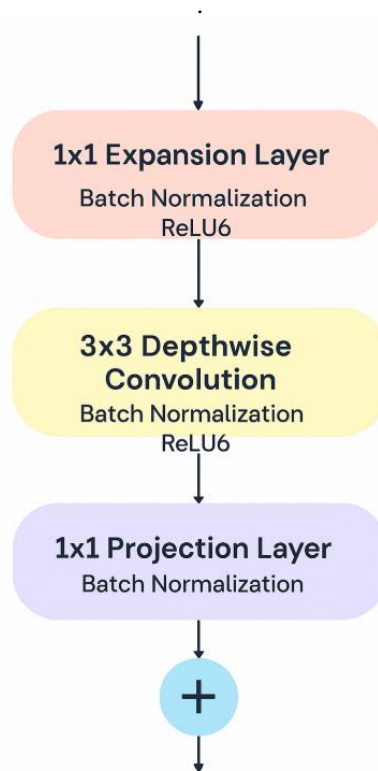 1x1 Expansion Layer
Batch Normalization
ReLU6
3x3 Depthwise
Convolution
Batch Normalization
ReLU6
1x1 Projection Layer
Batch Normalization
+